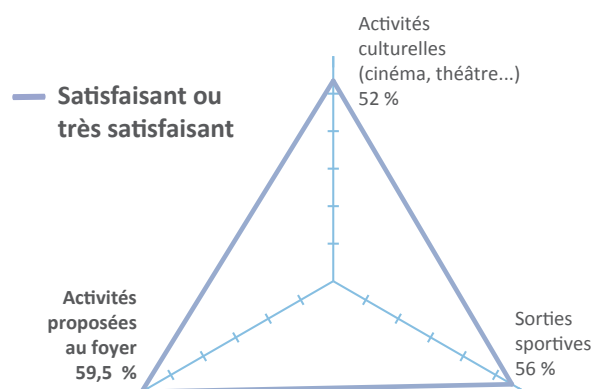 Activités
culturelles
(cinéma, théâtre...)
52 %
Satisfaisant ou
très satisfaisant
Activités
proposées
au foyer
59,5 %
Sorties
sportives
56 %